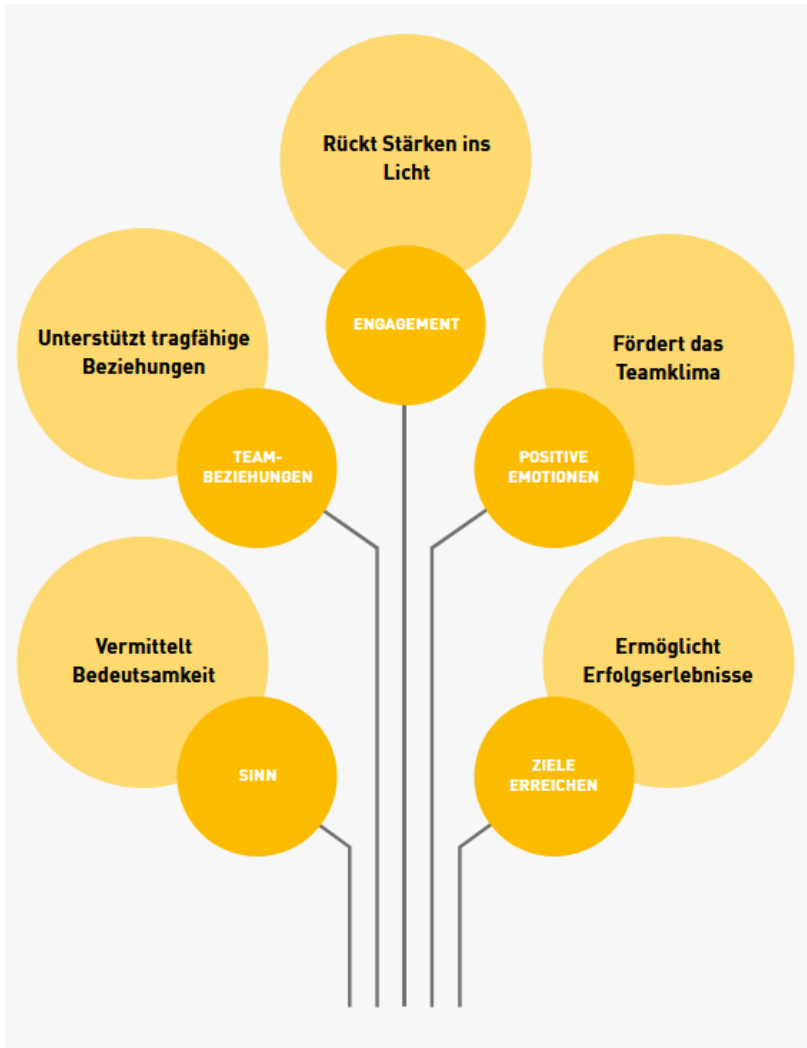 Rückt Stärken ins
Licht
ENGAGEMENT
Unterstützt tragfähige
Beziehungen
TEAM-
BEZIEHUNGEN
Fördert das
Teamklima
POSITIVE
EMOTIONEN
Vermittelt
Bedeutsamkeit
SINN
Ermöglicht
Erfolgserlebnisse
ZIELE
ERREICHEN